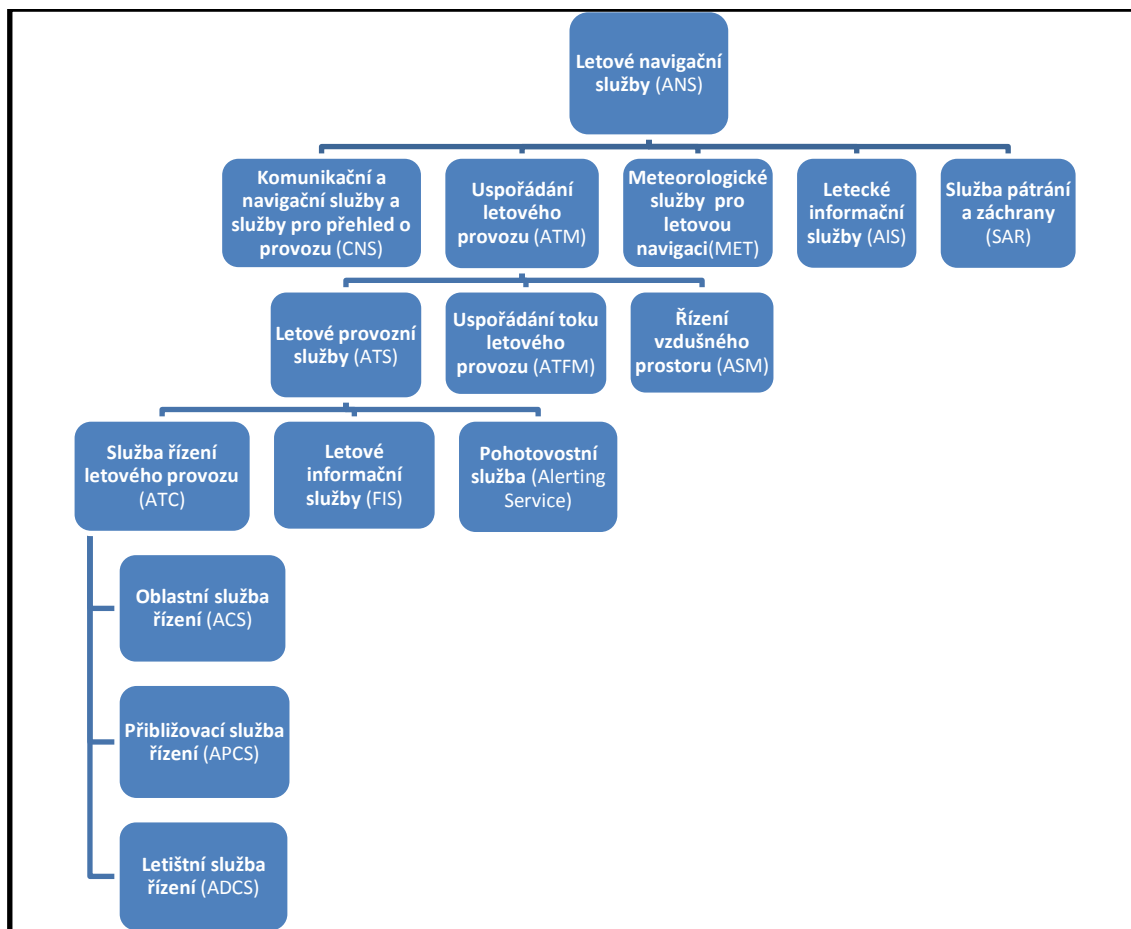 Letové navigační
služby (ANS)
Komunikační a
navigační služby a
služby pro přehled o
provozu (CNS)
Uspořádání
letového
provozu (ATM)
Meteorologické
služby pro
letovou
navigaci(MET)
Letecké
informační
služby (AIS)
Služba pátrání
a záchrany
(SAR)
Letové provozní
služby (ATS)
Uspořádání toku
letového
provozu (ATFM)
Řízení
vzdušného
prostoru (ASM)
Služba řízení
letového provozu
(ATC)
Letové
informační
služby (FIS)
Pohotovostní
služba (Alerting
Service)
Oblastní služba
řízení (ACS)
Přibližovací služba
řízení (APCS)
Letištní služba
řízení (ADCS)